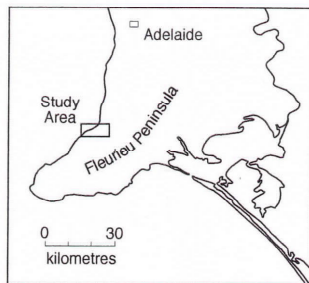 Adelaide
Study
Area
Fleurieu Peninsula
0 30
kilometres